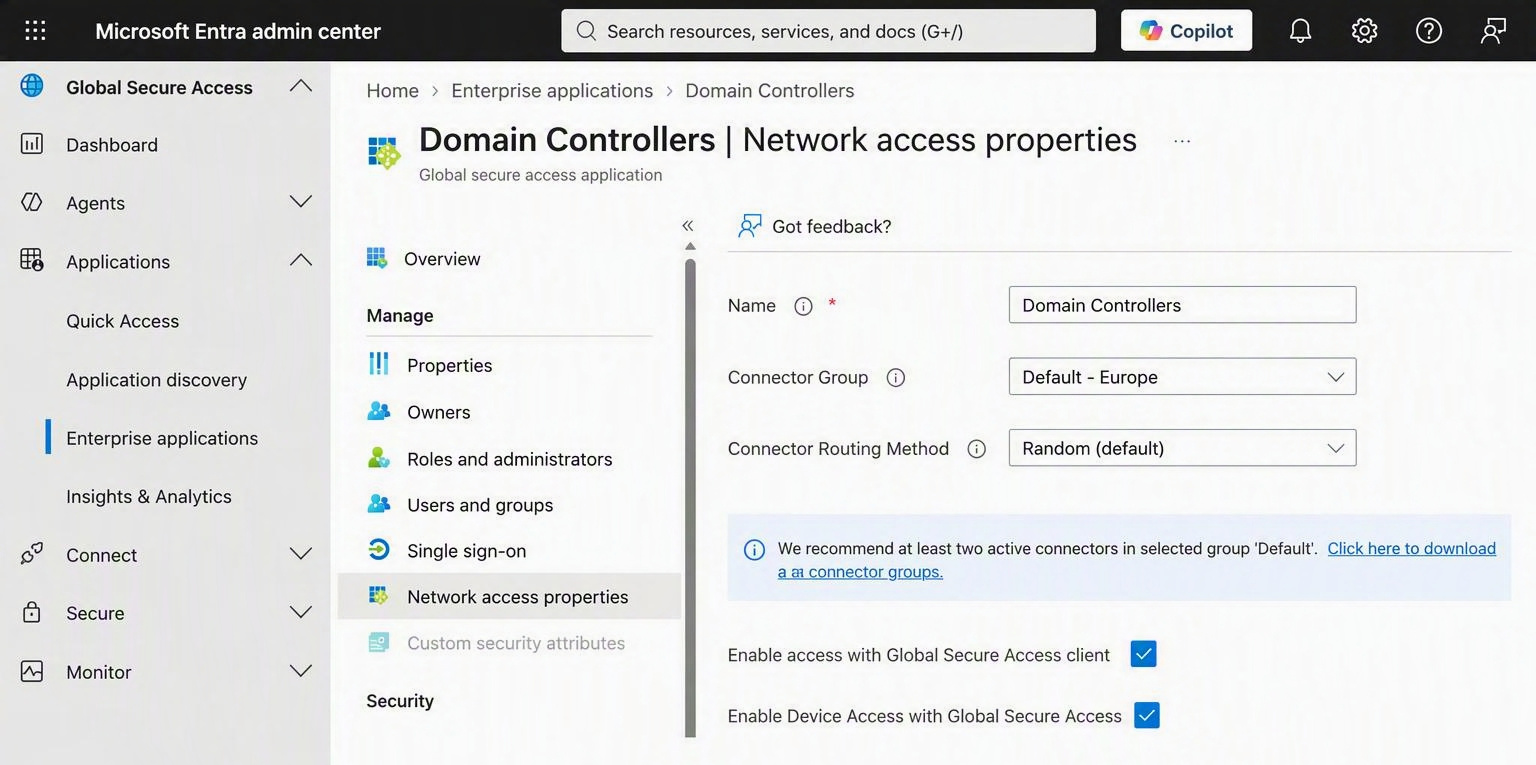 Microsoft Entra admin center
Search resources, services, and docs (G+/)
Copilot
Global Secure Access
Dashboard
Agents
Applications
Quick Access
Application discovery
Enterprise applications
Insights & Analytics
Connect
Secure
Monitor
Home > Enterprise applications > Domain Controllers
Domain Controllers | Network access properties ...
Global secure access application
«
Overview
Manage
Properties
Owners
Roles and administrators
Users and groups
Single sign-on
Network access properties
Custom security attributes
Security
Got feedback?
Name *
Domain Controllers
Connector Group
Default - Europe
Connector Routing Method
Random (default)
We recommend at least two active connectors in selected group 'Default'. Click here to download
a connector groups.
Enable access with Global Secure Access client
Enable Device Access with Global Secure Access